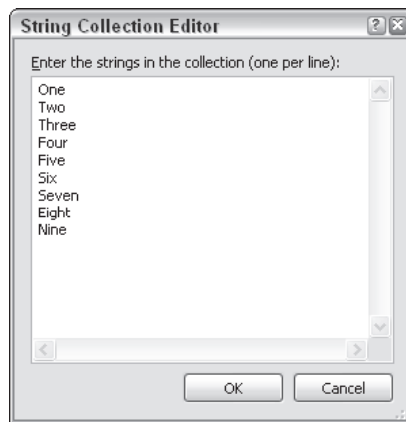 String Collection Editor
Enter the strings in the collection (one per line):
One
Two
Three
Four
Five
Six
Seven
Eight
Nine
OK
Cancel